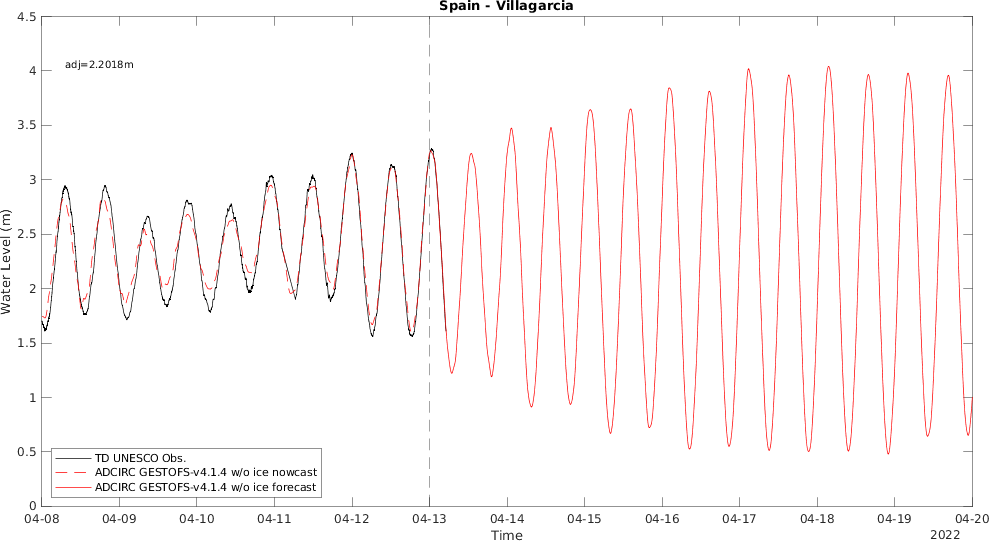 Spain - Villagarcia
4.5
4
3.5
3
2.5
2
1.5
1
0.5
0
Water Level (m)
adj=2.2018m
TD UNESCO Obs.
ADCIRC GESTOFS-v4.1.4 w/o ice nowcast
ADCIRC GESTOFS-v4.1.4 w/o ice forecast
04-08 04-09 04-10 04-11 04-12 04-13 04-14 04-15 04-16 04-17 04-18 04-19 04-20
Time
2022